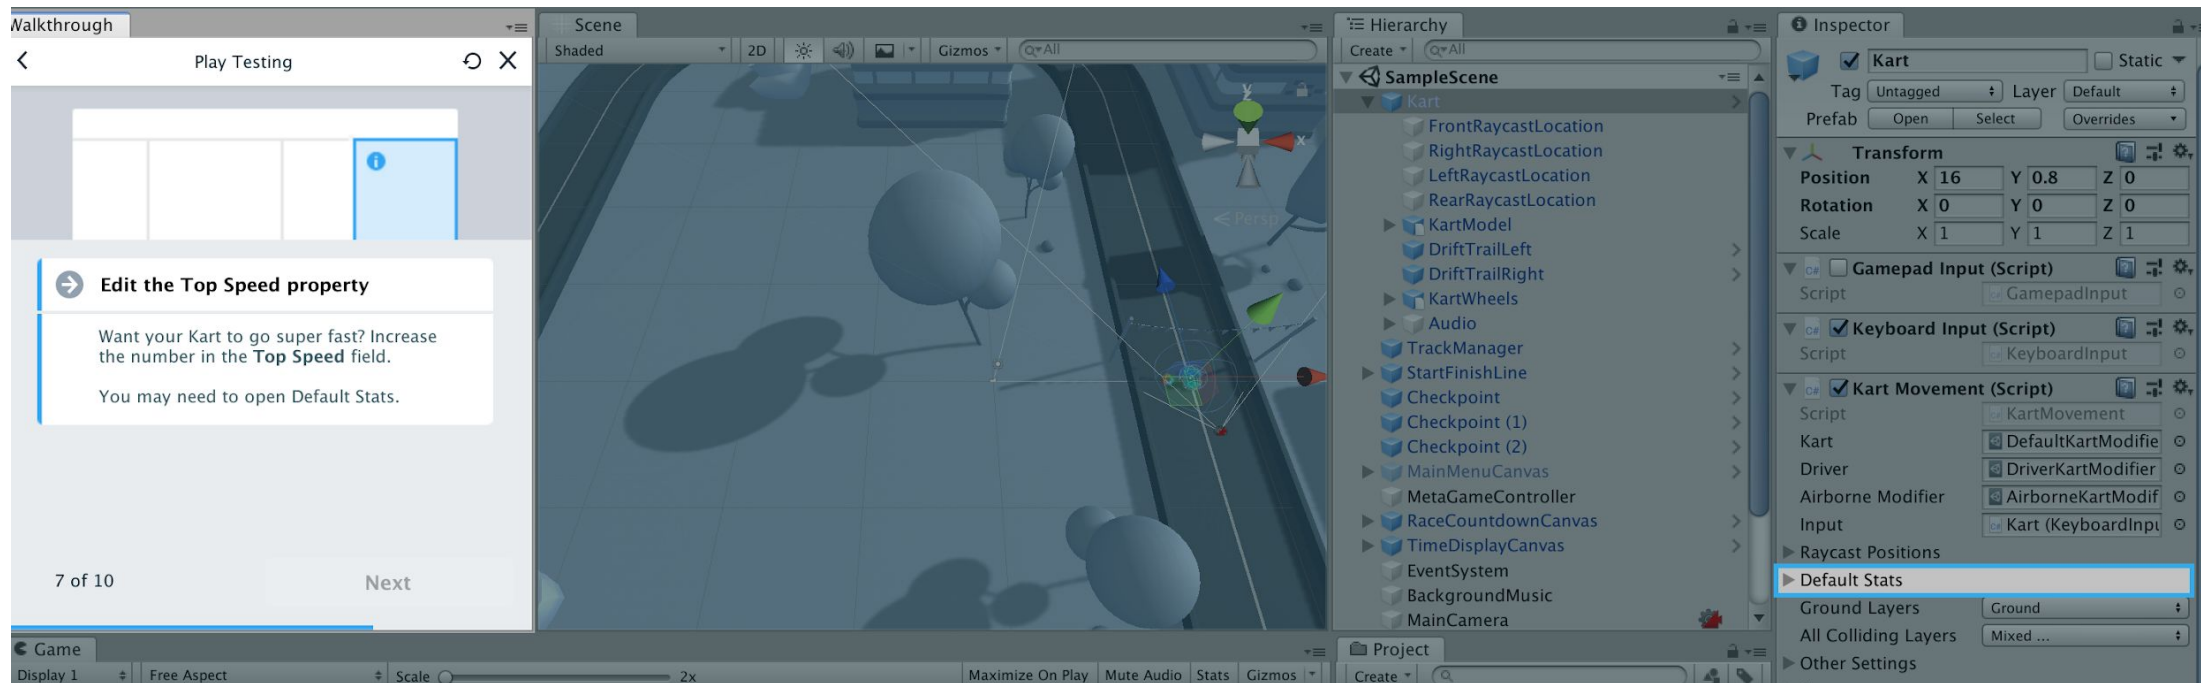 Walkthrough
Play Testing
Edit the Top Speed property
Want your Kart to go super fast? Increase
the number in the Top Speed field.
You may need to open Default Stats.
7 of 10
Next
Scene
Shaded
2D
Gizmos
All
y
x
Persp
Hierarchy
Create
All
SampleScene
Kart
FrontRaycastLocation
RightRaycastLocation
LeftRaycastLocation
RearRaycastLocation
KartModel
DriftTrailLeft
DriftTrailRight
KartWheels
Audio
TrackManager
StartFinishLine
Checkpoint
Checkpoint (1)
Checkpoint (2)
MainMenuCanvas
MetaGameController
RaceCountdownCanvas
TimeDisplayCanvas
EventSystem
BackgroundMusic
MainCamera
Inspector
Kart Static
Tag Untagged Layer Default
Prefab Open Select Overrides
Transform
Position X 16 Y 0.8 Z 0
Rotation X 0 Y 0 Z 0
Scale X 1 Y 1 Z 1
C# Gamepad Input (Script)
Script GamepadInput
C# Keyboard Input (Script)
Script KeyboardInput
C# Kart Movement (Script)
Script KartMovement
Kart DefaultKartModifie
Driver DriverKartModifier
Airborne Modifier AirborneKartModif
Input Kart (KeyboardInpu
Raycast Positions
Default Stats
Ground Layers Ground
All Colliding Layers Mixed ...
Other Settings
Game
Display 1 Free Aspect Scale 2x Maximize On Play Mute Audio Stats Gizmos
Project
Create